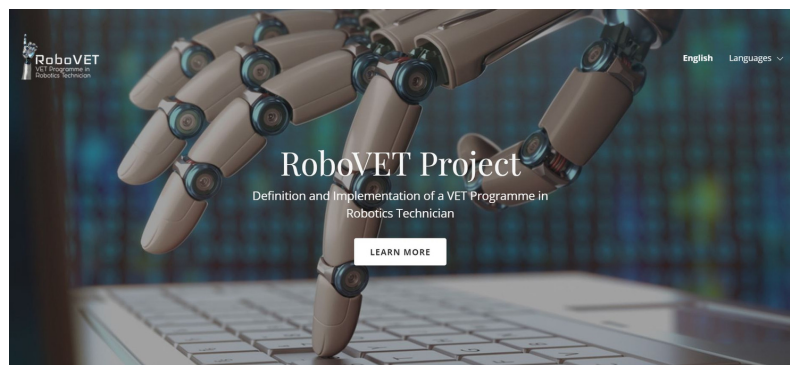 RoboVET
VET Programme in
Robotics Technician
English
Languages
RoboVET Project
Definition and Implementation of a VET Programme in
Robotics Technician
LEARN MORE